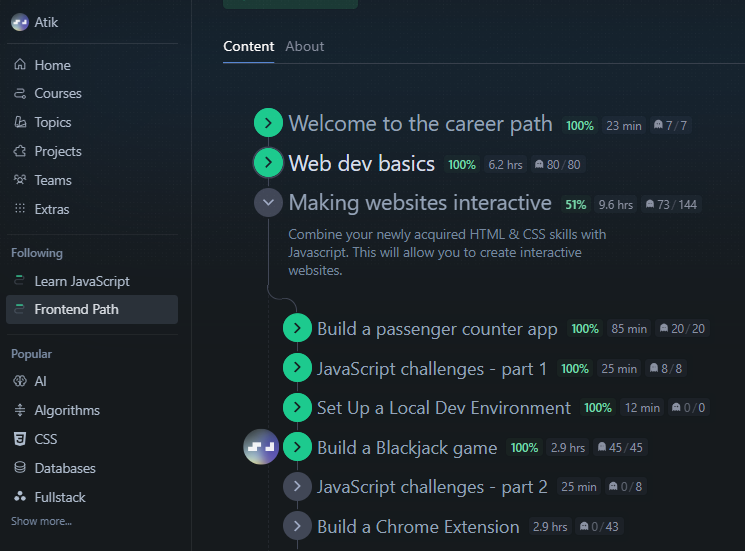 Atik
Home
Courses
Topics
Projects
Teams
Extras
Following
Learn JavaScript
Frontend Path
Popular
AI
Algorithms
CSS
Databases
Fullstack
Show more...
Content About
Welcome to the career path 100% 23 min 7/7
Web dev basics 100% 6.2 hrs 80/80
Making websites interactive 51% 9.6 hrs 73/144
Combine your newly acquired HTML & CSS skills with
Javascript. This will allow you to create interactive
websites.
Build a passenger counter app 100% 85 min 20/20
JavaScript challenges - part 1 100% 25 min 8/8
Set Up a Local Dev Environment 100% 12 min 0/0
Build a Blackjack game 100% 2.9 hrs 45/45
JavaScript challenges - part 2 25 min 0/8
Build a Chrome Extension 2.9 hrs 0/43